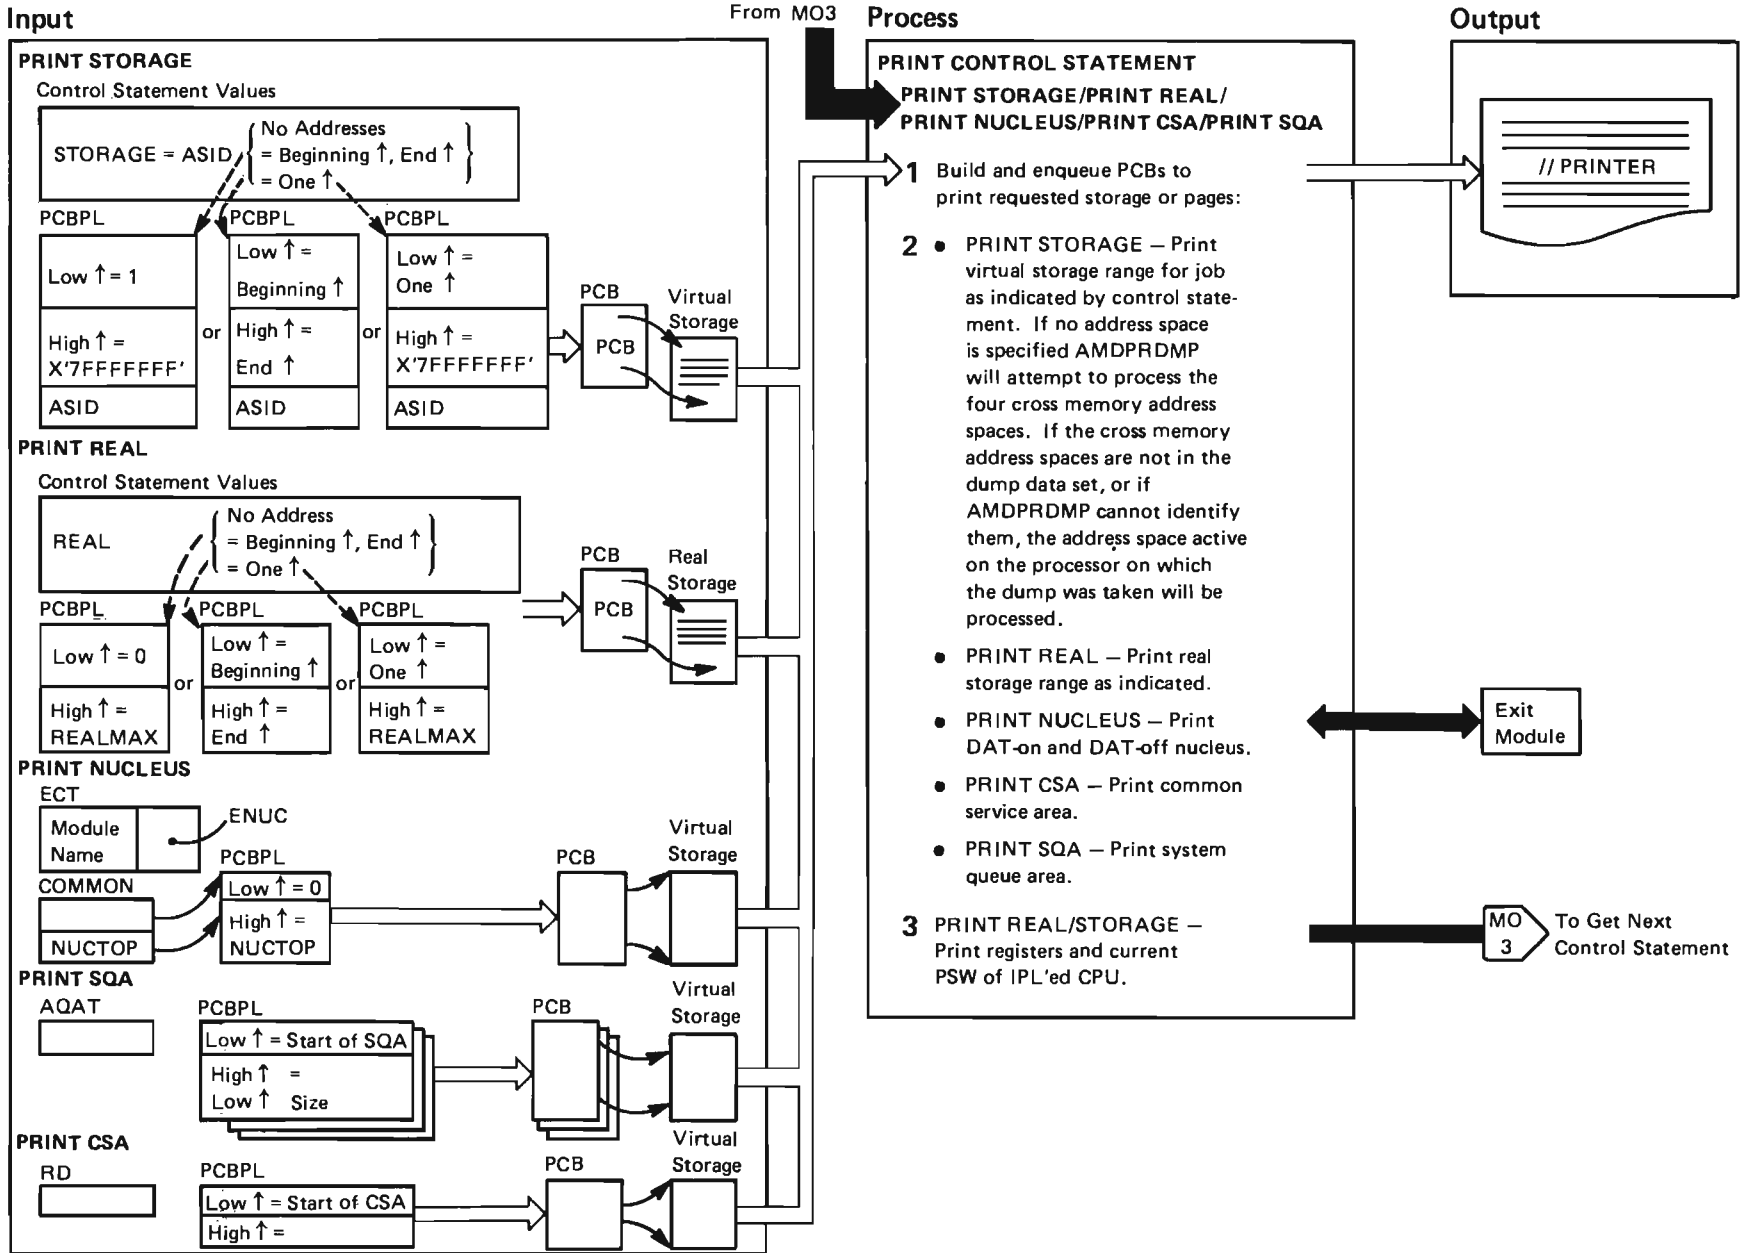 Input
From MO3
Process
Output
PRINT STORAGE
Control Statement Values
STORAGE = ASID
No Addresses
= Beginning ↑, End ↑
= One ↑
PCBPL
PCBPL
PCBPL
Low ↑ = 1
High ↑ =
X'7FFFFFFF'
ASID
or
Low ↑ =
Beginning ↑
High ↑ =
End ↑
ASID
or
Low ↑ =
One ↑
High ↑ =
X'7FFFFFFF'
ASID
PCB
PCB
Virtual
Storage
PRINT REAL
Control Statement Values
REAL
No Address
= Beginning ↑, End ↑
= One ↑
PCBPL
PCBPL
PCBPL
Low ↑ = 0
High ↑ =
REALMAX
or
Low ↑ =
Beginning ↑
High ↑ =
End ↑
or
Low ↑ =
One ↑
High ↑ =
REALMAX
PCB
PCB
Real
Storage
PRINT NUCLEUS
ECT
Module
Name
ENUC
COMMON
NUCTOP
PCBPL
Low ↑ = 0
High ↑ =
NUCTOP
PCB
Virtual
Storage
PRINT SQA
AQAT
PCBPL
Low ↑ = Start of SQA
High ↑ =
Low ↑ Size
PCB
Virtual
Storage
PRINT CSA
RD
PCBPL
Low ↑ = Start of CSA
High ↑ =
PCB
Virtual
Storage
PRINT CONTROL STATEMENT
PRINT STORAGE/PRINT REAL/
PRINT NUCLEUS/PRINT CSA/PRINT SQA
1 Build and enqueue PCBs to
print requested storage or pages:
2 • PRINT STORAGE – Print
virtual storage range for job
as indicated by control state-
ment. If no address space
is specified AMDPRDMP
will attempt to process the
four cross memory address
spaces. If the cross memory
address spaces are not in the
dump data set, or if
AMDPRDMP cannot identify
them, the address space active
on the processor on which
the dump was taken will be
processed.
• PRINT REAL – Print real
storage range as indicated.
• PRINT NUCLEUS – Print
DAT-on and DAT-off nucleus.
• PRINT CSA – Print common
service area.
• PRINT SQA – Print system
queue area.
3 PRINT REAL/STORAGE –
Print registers and current
PSW of IPL'ed CPU.
// PRINTER
Exit
Module
MO
3
To Get Next
Control Statement